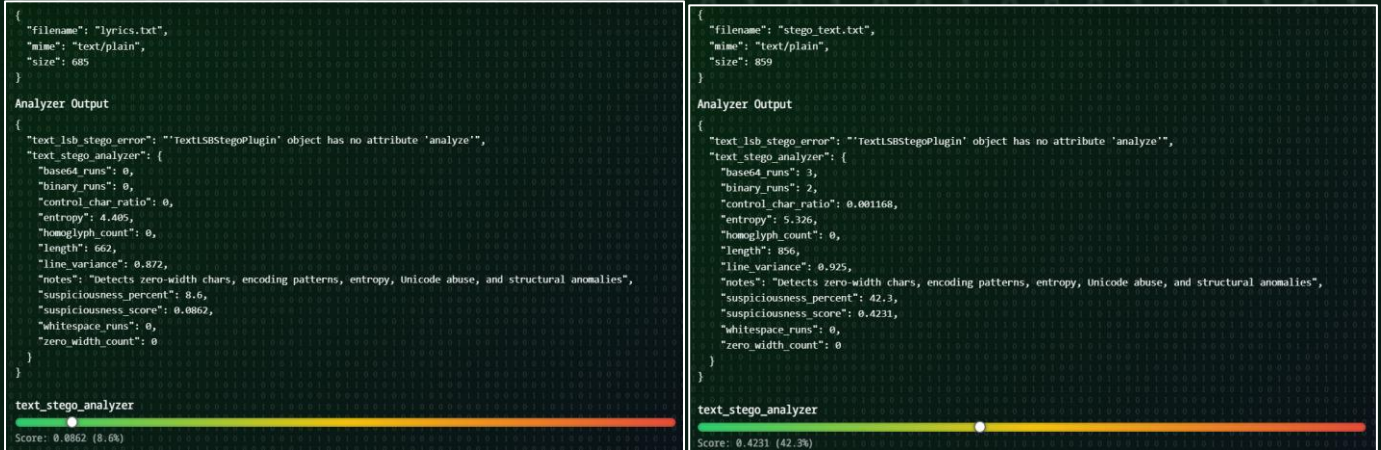 {
"filename": "lyrics.txt",
"mime": "text/plain",
"size": 685
}
Analyzer Output
{
"text_lsb_stego_error": "'TextLSBStegoPlugin' object has no attribute 'analyze'",
"text_stego_analyzer": {
"base64_runs": 0,
"binary_runs": 0,
"control_char_ratio": 0,
"entropy": 4.405,
"homoglyph_count": 0,
"length": 662,
"line_variance": 0.872,
"notes": "Detects zero-width chars, encoding patterns, entropy, Unicode abuse, and structural anomalies",
"suspiciousness_percent": 8.6,
"suspiciousness_score": 0.0862,
"whitespace_runs": 0,
"zero_width_count": 0
}
}
text_stego_analyzer
Score: 0.0862 (8.6%)
{
"filename": "stego_text.txt",
"mime": "text/plain",
"size": 859
}
Analyzer Output
{
"text_lsb_stego_error": "'TextLSBStegoPlugin' object has no attribute 'analyze'",
"text_stego_analyzer": {
"base64_runs": 3,
"binary_runs": 2,
"control_char_ratio": 0.001168,
"entropy": 5.326,
"homoglyph_count": 0,
"length": 856,
"line_variance": 0.925,
"notes": "Detects zero-width chars, encoding patterns, entropy, Unicode abuse, and structural anomalies",
"suspiciousness_percent": 42.3,
"suspiciousness_score": 0.4231,
"whitespace_runs": 0,
"zero_width_count": 0
}
}
text_stego_analyzer
Score: 0.4231 (42.3%)